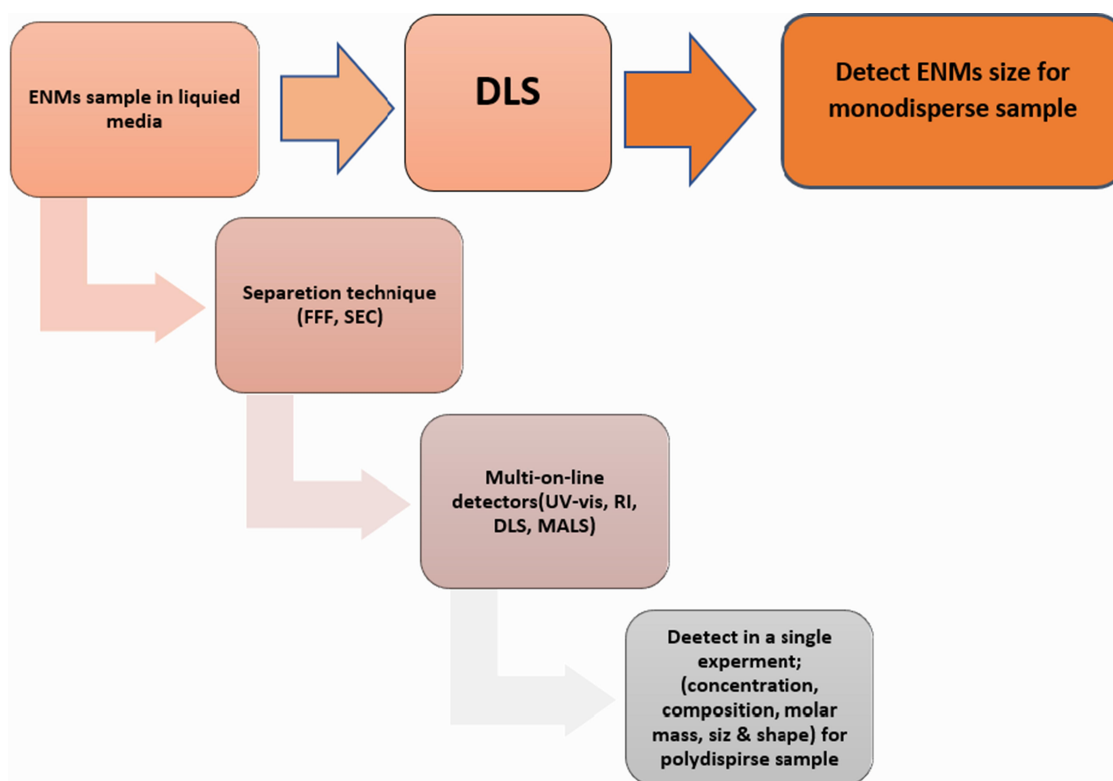 ENMs sample in liquied
media
DLS
Detect ENMs size for
monodisperse sample
Separetion technique
(FFF, SEC)
Multi-on-line
detectors(UV-vis, RI,
DLS, MALS)
Deetect in a single
experment;
(concentration,
composition, molar
mass, siz & shape) for
polydispirse sample